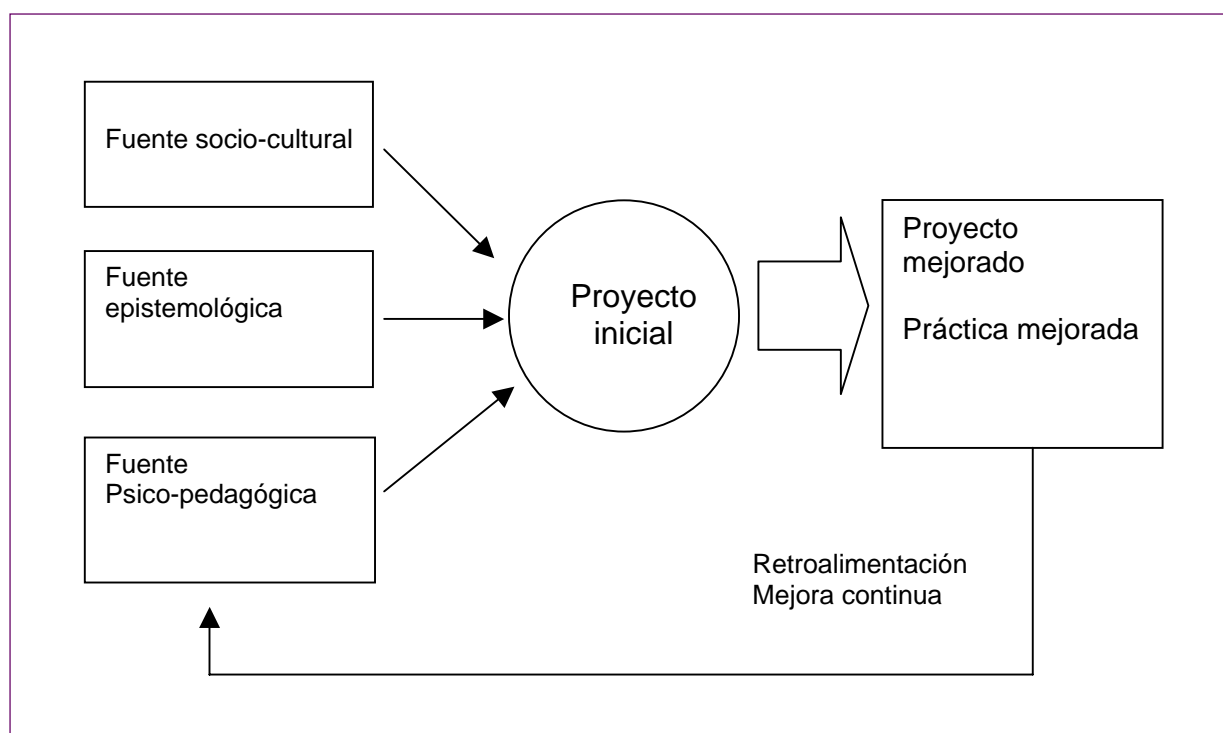 Fuente socio-cultural
Fuente
epistemológica
Fuente
Psico-pedagógica
Proyecto
inicial
Proyecto
mejorado
Práctica mejorada
Retroalimentación
Mejora continua